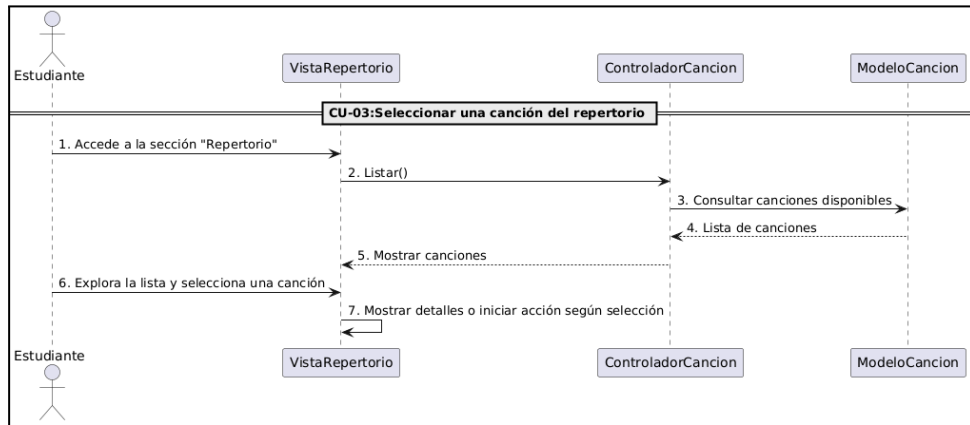 Estudiante
VistaRepertorio
ControladorCancion
ModeloCancion
CU-03:Seleccionar una canción del repertorio
1. Accede a la sección "Repertorio"
2. Listar()
3. Consultar canciones disponibles
4. Lista de canciones
5. Mostrar canciones
6. Explora la lista y selecciona una canción
7. Mostrar detalles o iniciar acción según selección
Estudiante
VistaRepertorio
ControladorCancion
ModeloCancion